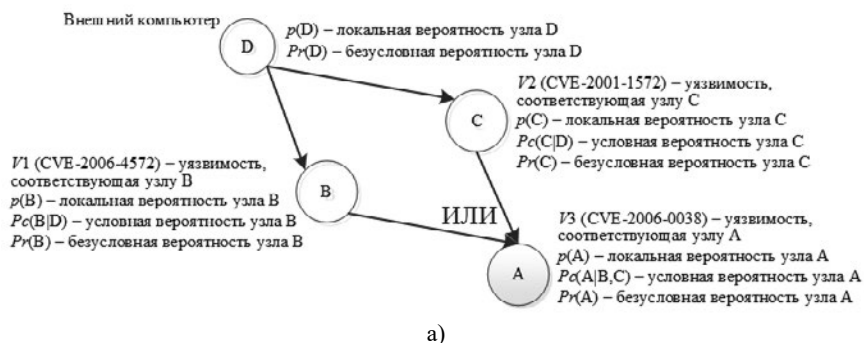 Внешний компьютер
D
p(D) – локальная вероятность узла D
Pr(D) – безусловная вероятность узла D
V2 (CVE-2001-1572) – уязвимость,
соответствующая узлу C
p(C) – локальная вероятность узла C
Pc(C|D) – условная вероятность узла C
Pr(C) – безусловная вероятность узла C
C
V1 (CVE-2006-4572) – уязвимость,
соответствующая узлу B
p(B) – локальная вероятность узла B
Pc(B|D) – условная вероятность узла B
Pr(B) – безусловная вероятность узла B
B
ИЛИ
V3 (CVE-2006-0038) – уязвимость,
соответствующая узлу A
p(A) – локальная вероятность узла A
Pc(A|B,C) – условная вероятность узла A
Pr(A) – безусловная вероятность узла A
A
а)